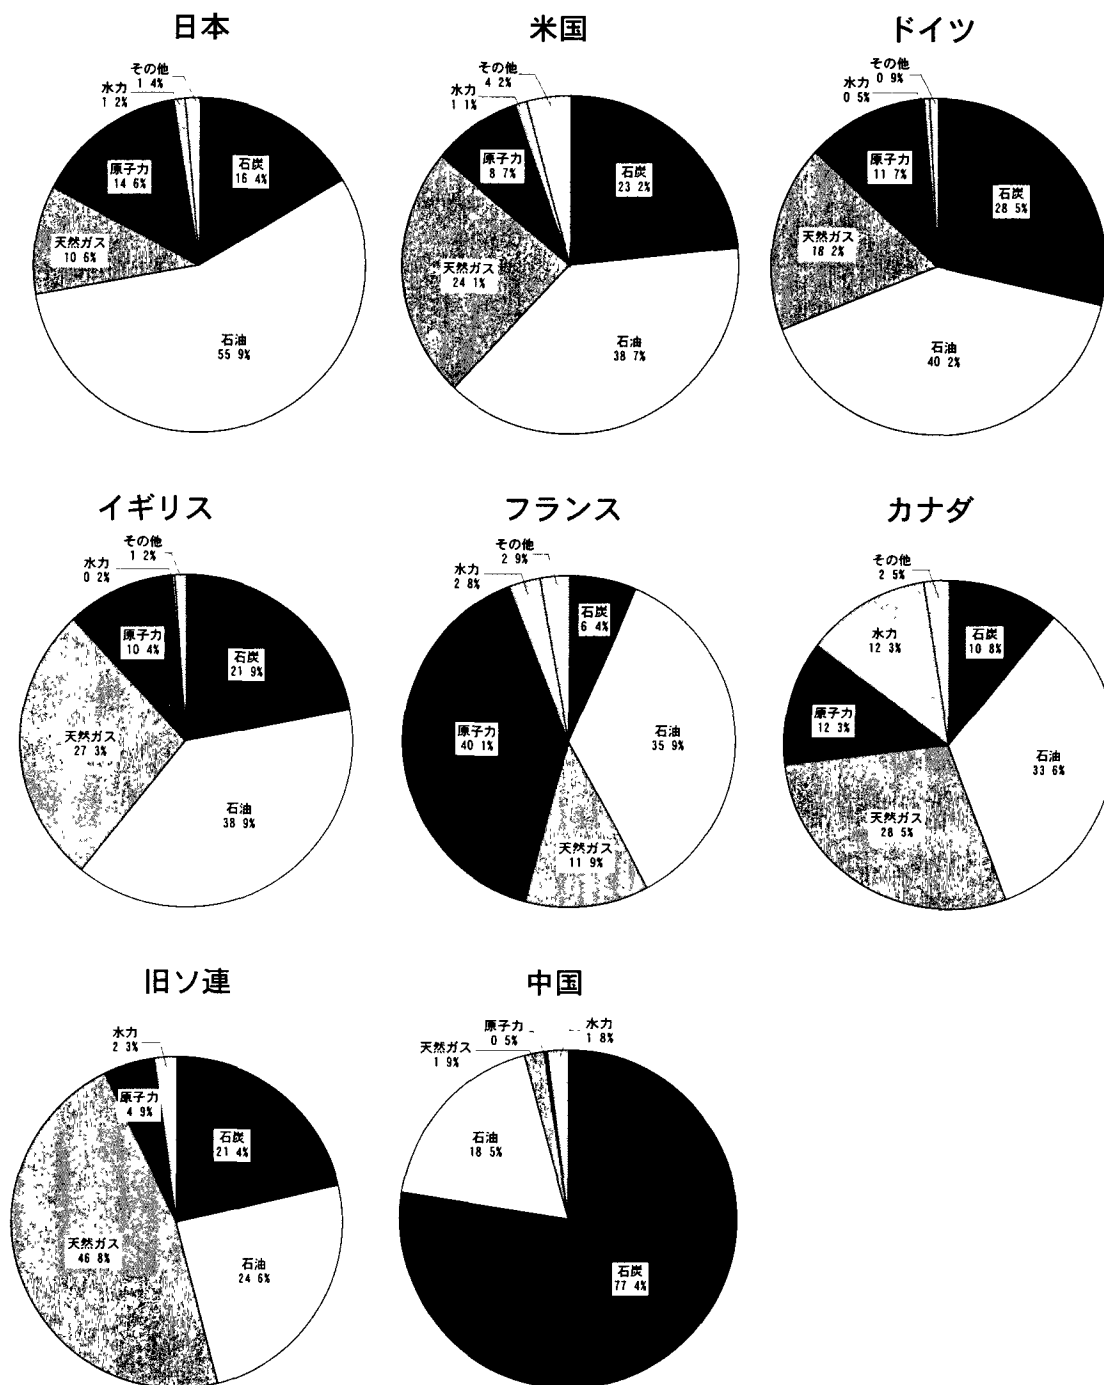 日本
その他
1 4%
水力
1 2%
原子力
14 6%
石炭
16 4%
天然ガス
10 6%
石油
55 9%
米国
その他
4 2%
水力
1 1%
原子力
8 7%
石炭
23 2%
天然ガス
24 1%
石油
38 7%
ドイツ
その他
0 9%
水力
0 5%
原子力
11 7%
石炭
28 5%
天然ガス
18 2%
石油
40 2%
イギリス
その他
1 2%
水力
0 2%
原子力
10 4%
石炭
21 9%
天然ガス
27 3%
石油
38 9%
フランス
その他
2 9%
水力
2 8%
石炭
6 4%
原子力
40 1%
石油
35 9%
天然ガス
11 9%
カナダ
その他
2 5%
水力
12 3%
石炭
10 8%
原子力
12 3%
石油
33 6%
天然ガス
28 5%
旧ソ連
水力
2 3%
原子力
4 9%
石炭
21 4%
天然ガス
46 8%
石油
24 6%
中国
原子力
0 5%
水力
1 8%
天然ガス
1 9%
石油
18 5%
石炭
77 4%